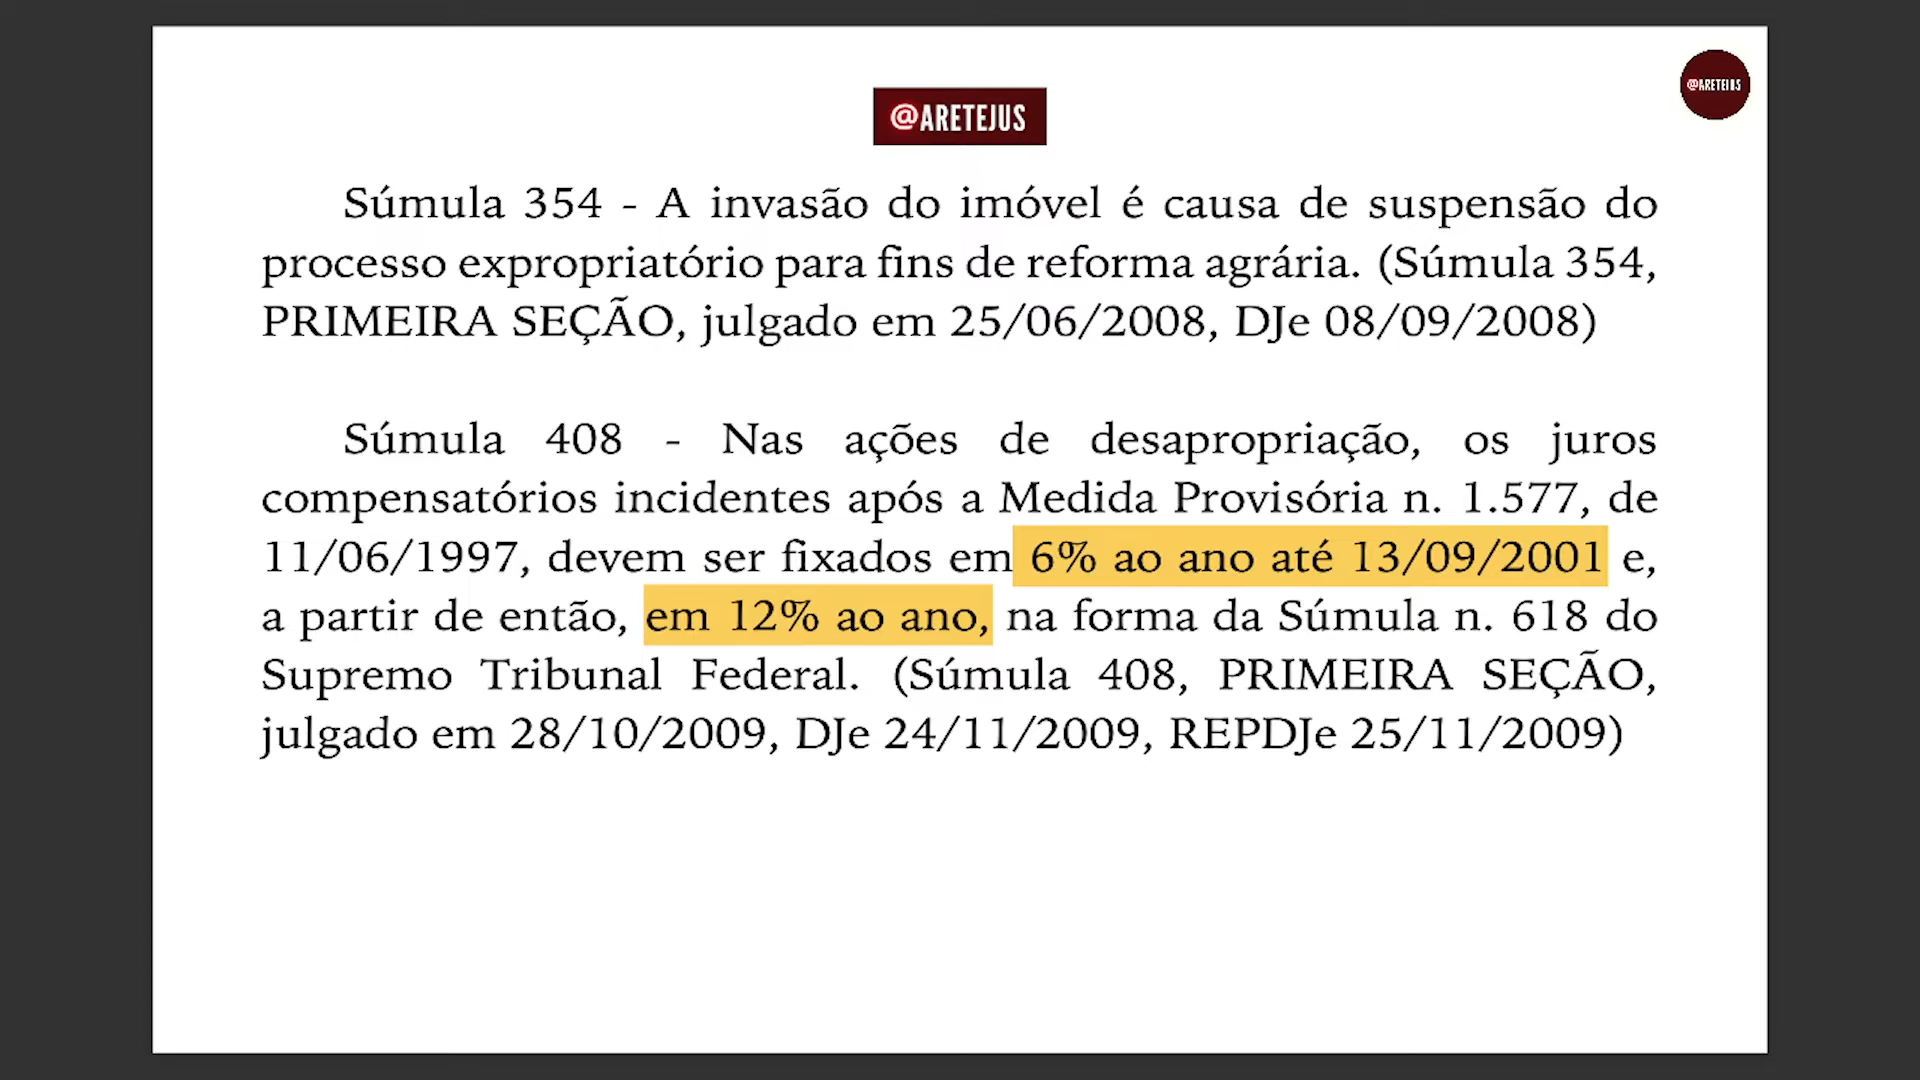 @ARETEJUS
@ARETEJUS
Súmula 354 - A invasão do imóvel é causa de suspensão do
processo expropriatório para fins de reforma agrária. (Súmula 354,
PRIMEIRA SEÇÃO, julgado em 25/06/2008, DJe 08/09/2008)
Súmula 408 - Nas ações de desapropriação, os juros
compensatórios incidentes após a Medida Provisória n. 1.577, de
11/06/1997, devem ser fixados em 6% ao ano até 13/09/2001 e,
a partir de então, em 12% ao ano, na forma da Súmula n. 618 do
Supremo Tribunal Federal. (Súmula 408, PRIMEIRA SEÇÃO,
julgado em 28/10/2009, DJe 24/11/2009, REPDJe 25/11/2009)